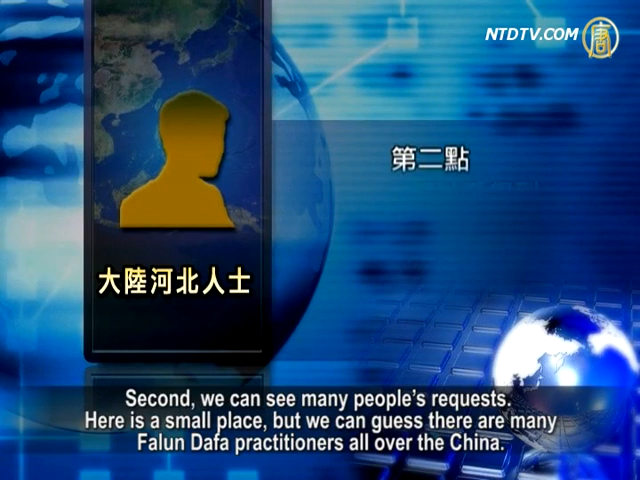 NTDTV.COM
唐
第二點
大陸河北人士
Second, we can see many people's requests.
Here is a small place, but we can guess there are many
Falun Dafa practitioners all over the China.